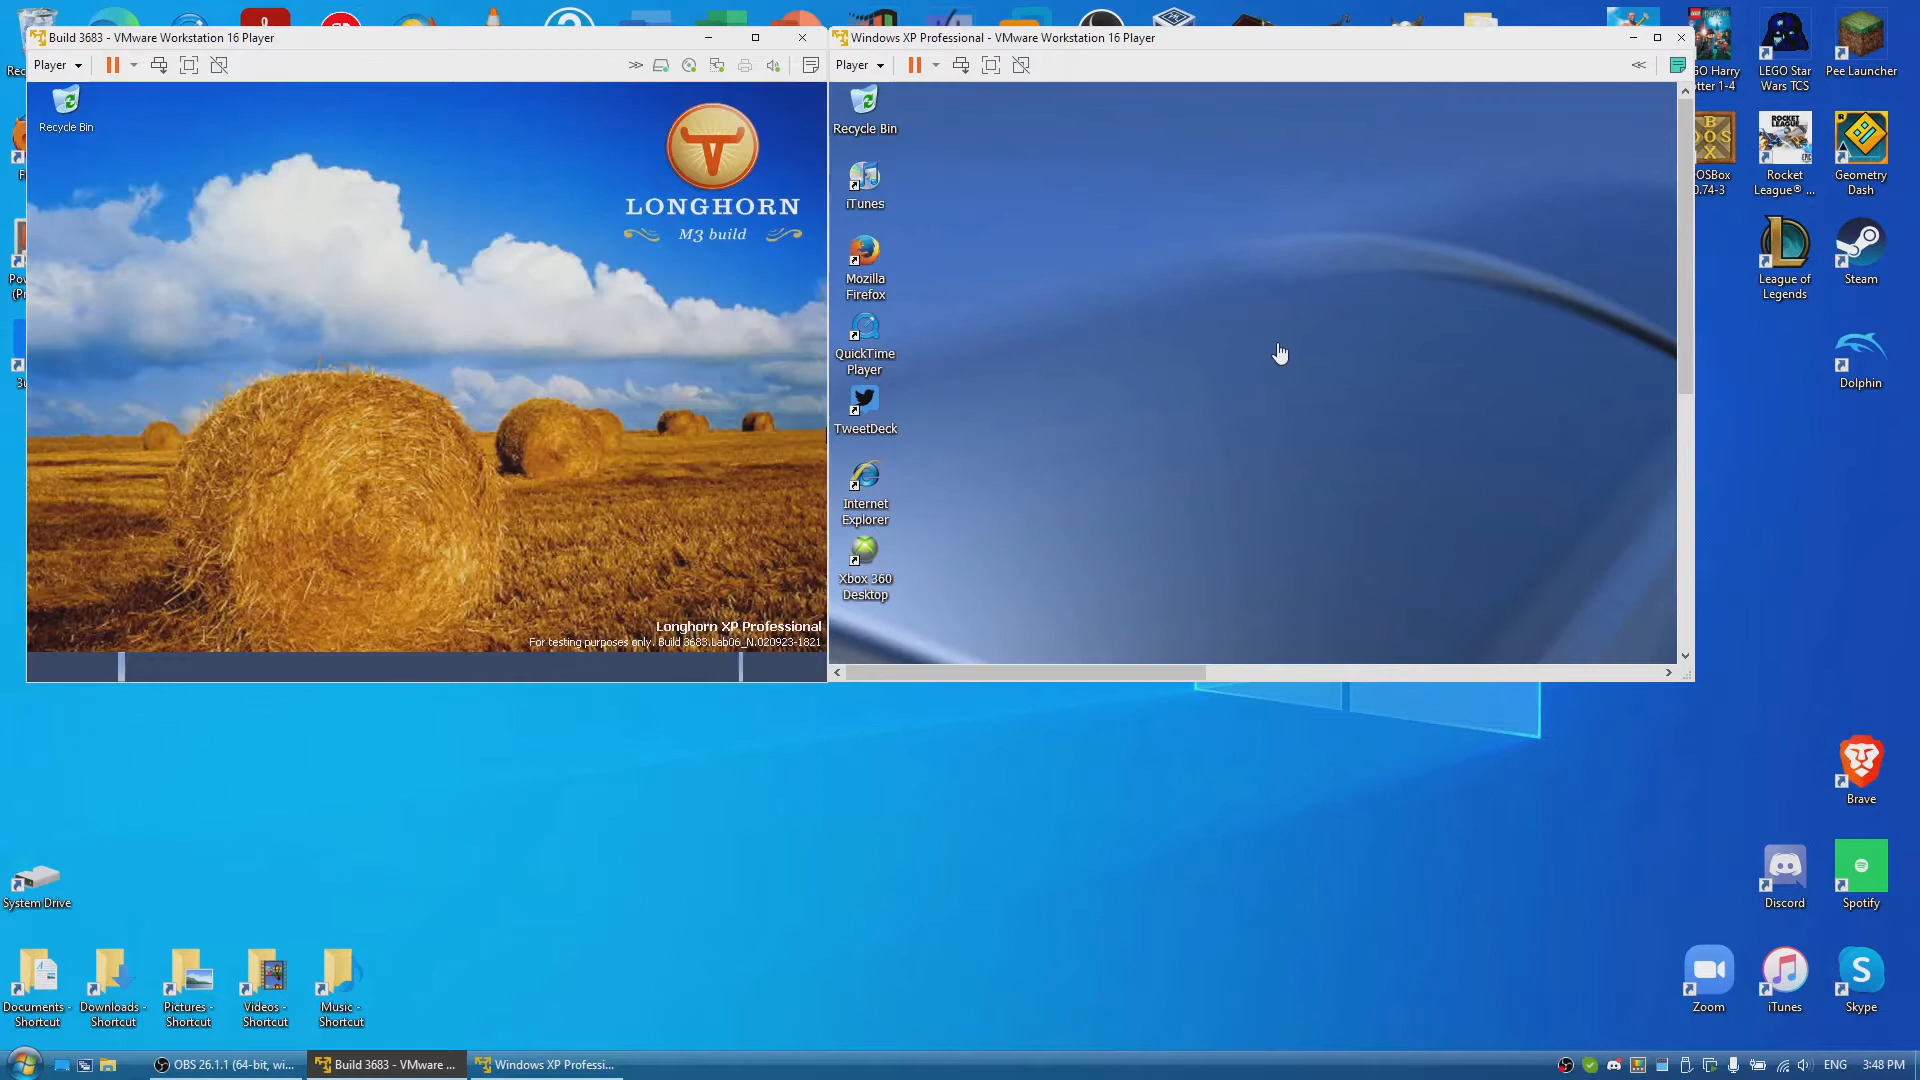 Build 3683 - VMware Workstation 16 Player
Player
Recycle Bin
LONGHORN
M3 build
Longhorn XP Professional
For testing purposes only. Build 3683.Lab06_N.020923-1821
Windows XP Professional - VMware Workstation 16 Player
Player
Recycle Bin
iTunes
Mozilla
Firefox
QuickTime
Player
TweetDeck
Internet
Explorer
Xbox 360
Desktop
GO Harry
tter 1-4
LEGO Star
Wars TCS
Pee Launcher
OSBox
0.74-3
ROCKET
LEAGUE
Rocket
League® ...
Geometry
Dash
League of
Legends
Steam
Dolphin
Brave
System Drive
Discord
Spotify
Documents -
Shortcut
Downloads -
Shortcut
Pictures -
Shortcut
Videos -
Shortcut
Music -
Shortcut
Zoom
iTunes
Skype
OBS 26.1.1 (64-bit, wi...
Build 3683 - VMware ...
Windows XP Professi...
ENG
3:48 PM